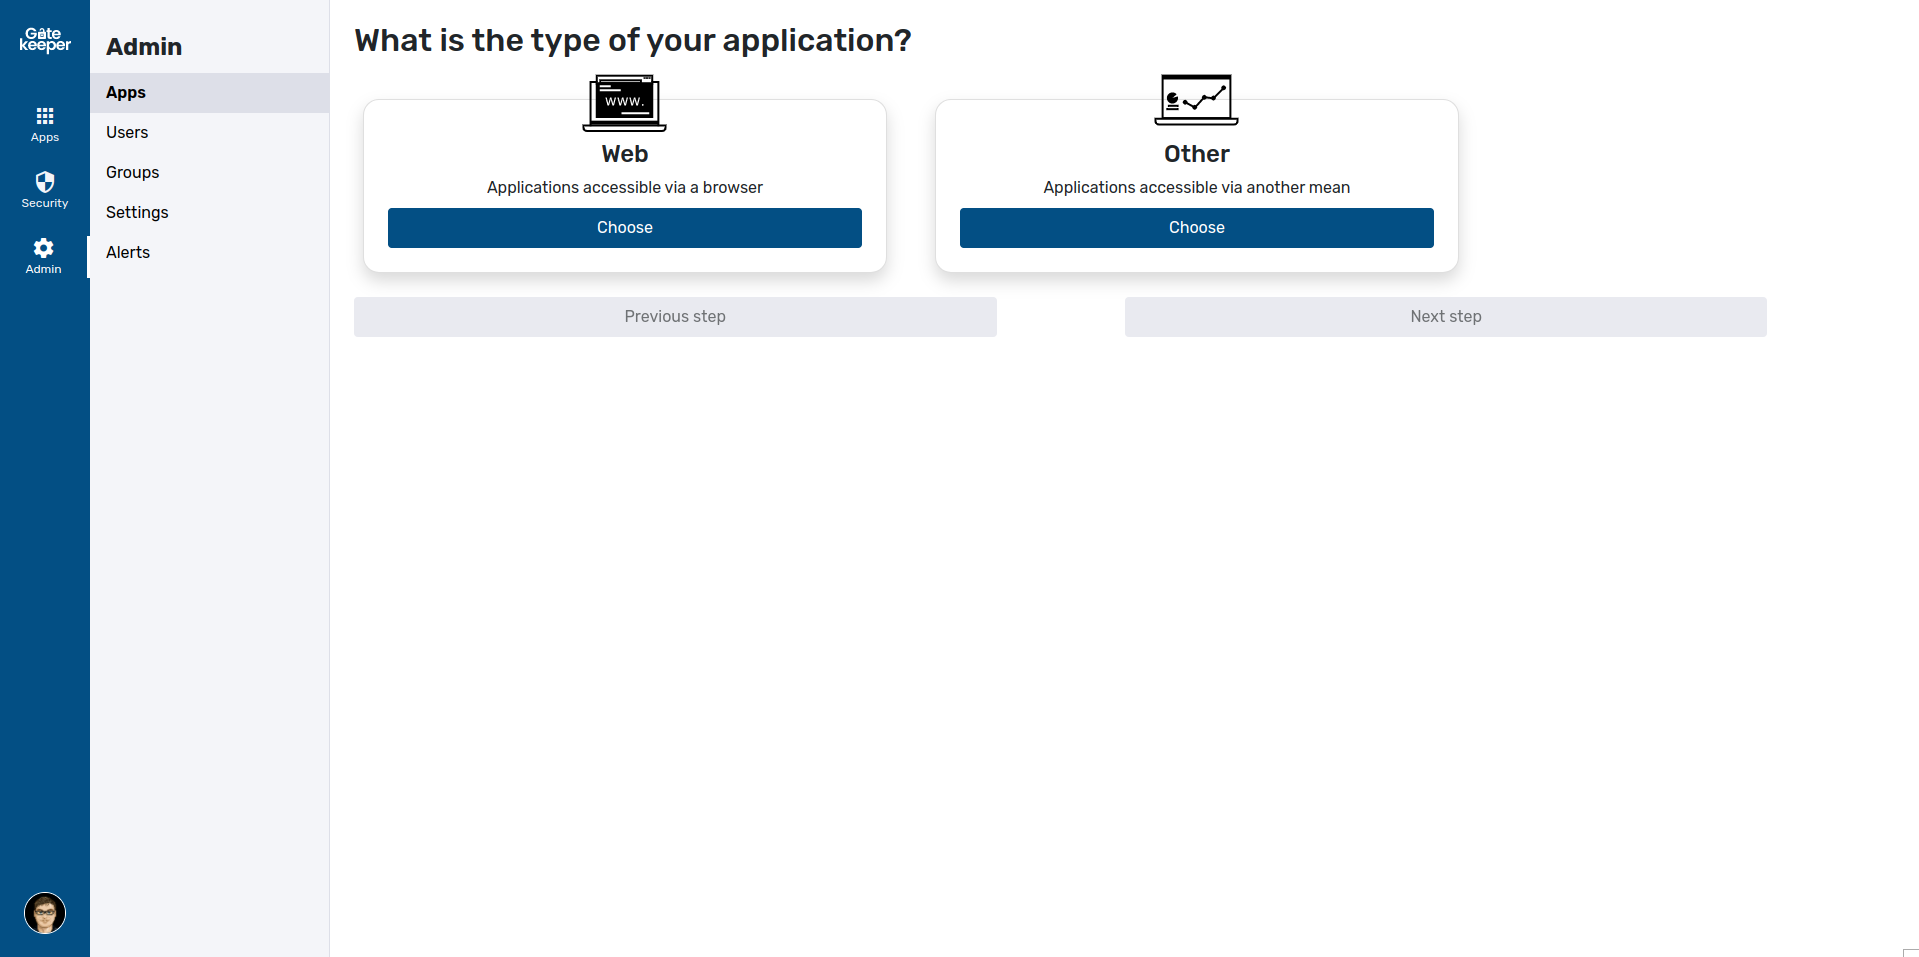 Gate
keeper
Apps
Security
Admin
Admin
Apps
Users
Groups
Settings
Alerts
What is the type of your application?
www.
Web
Applications accessible via a browser
Choose
Other
Applications accessible via another mean
Choose
Previous step
Next step